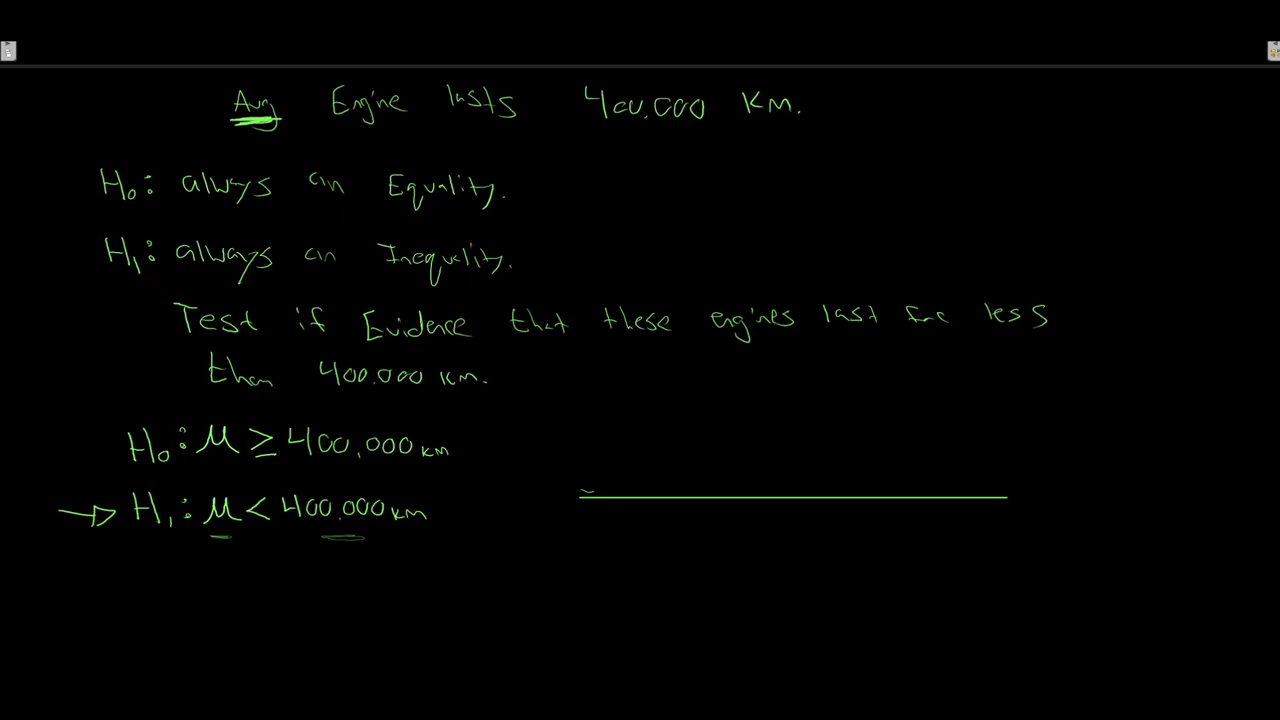 Avg Engine lasts 400,000 KM.
H0: always an Equality.
H1: always an Inequality.
Test if Evidence that these engines last for less
than 400,000 KM.
H0: μ ≥ 400,000 KM
H1: μ < 400,000 KM